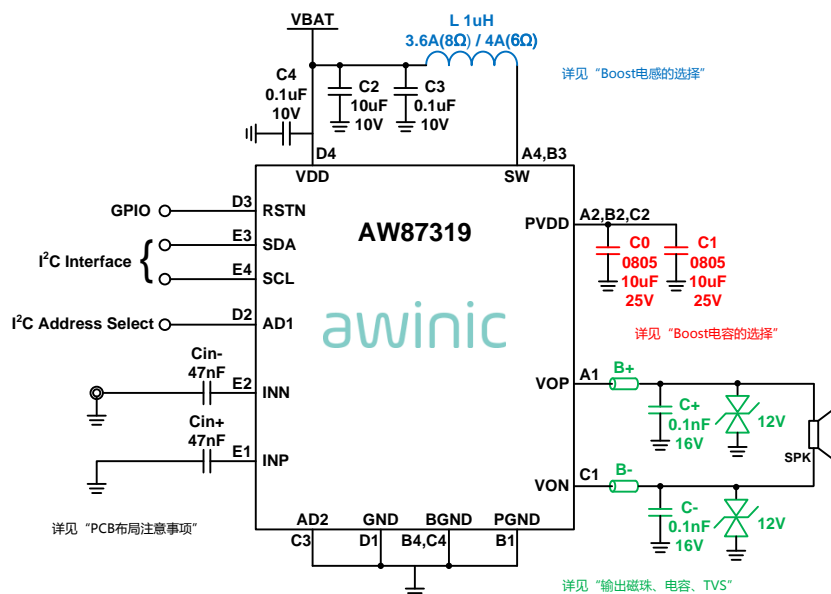 VBAT
L 1uH
3.6A(8Ω) / 4A(6Ω)
详见 “Boost电感的选择”
C4
0.1uF
10V
C2
10uF
10V
C3
0.1uF
10V
D4
A4,B3
VDD
SW
GPIO
D3
RSTN
I²C Interface
{
E3
SDA
E4
SCL
I²C Address Select
D2
AD1
AW87319
awinic
PVDD
A2,B2,C2
C0
0805
10uF
25V
C1
0805
10uF
25V
详见 “Boost电容的选择”
Cin-
47nF
E2
INN
Cin+
47nF
E1
INP
VOP
A1
B+
C+
0.1nF
16V
12V
SPK
VON
C1
B-
C-
0.1nF
16V
12V
详见 “PCB布局注意事项”
AD2
GND
BGND
PGND
C3
D1
B4,C4
B1
详见 “输出磁珠、电容、TVS”